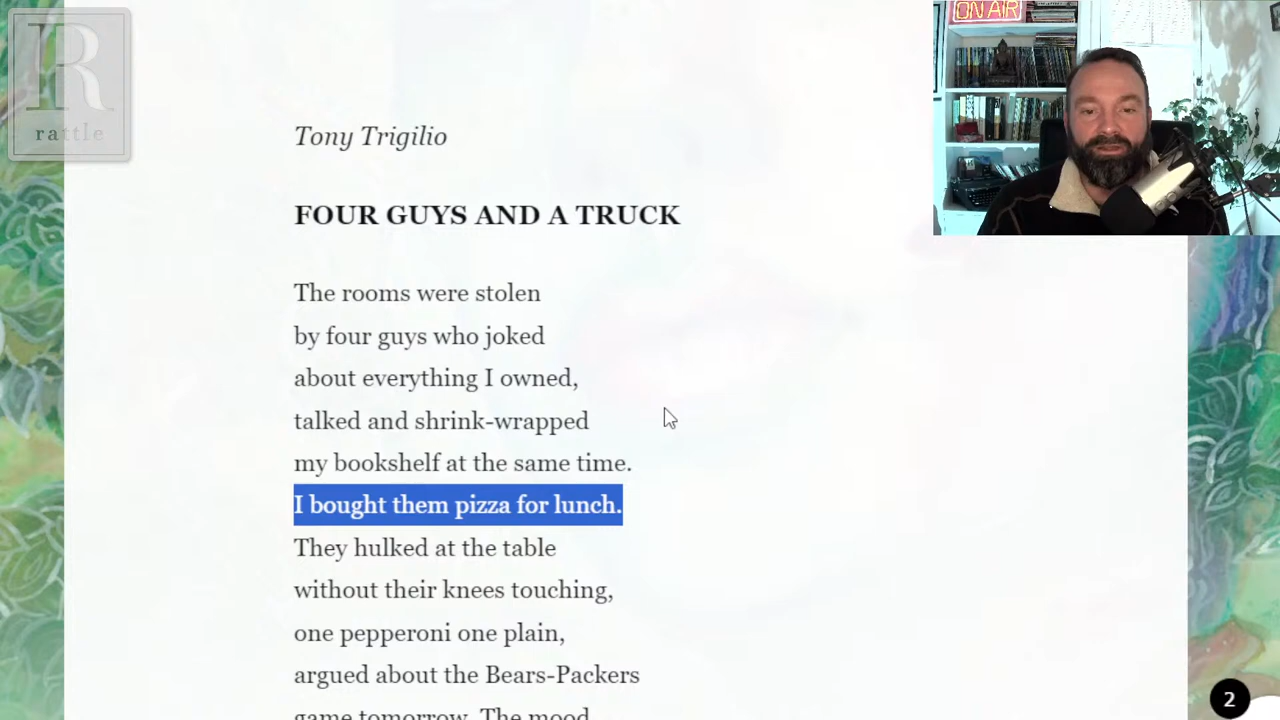 R
rattle
ON AIR
Tony Trigilio
FOUR GUYS AND A TRUCK
The rooms were stolen
by four guys who joked
about everything I owned,
talked and shrink-wrapped
my bookshelf at the same time.
I bought them pizza for lunch.
They hulked at the table
without their knees touching,
one pepperoni one plain,
argued about the Bears-Packers
game tomorrow. The mood
2